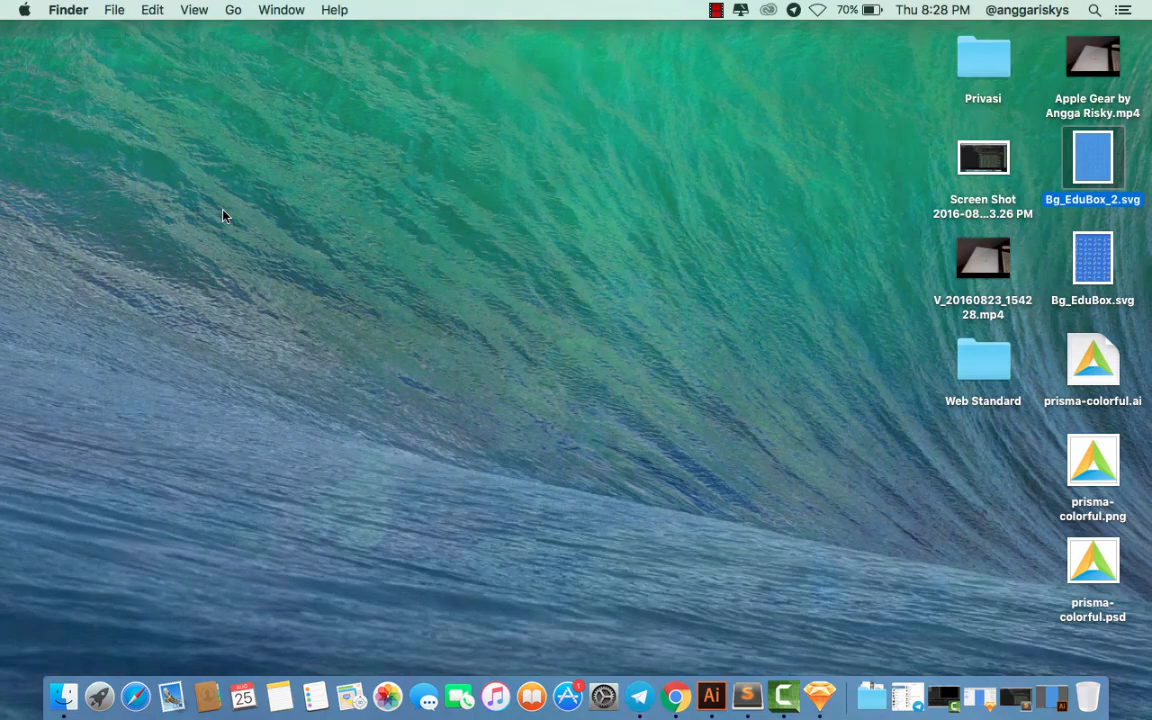 Finder File Edit View Go Window Help 70% Thu 8:28 PM @anggariskys
Privasi
Apple Gear by
Angga Risky.mp4
Screen Shot
2016-08...3.26 PM
Bg_EduBox_2.svg
V_20160823_1542
28.mp4
Bg_EduBox.svg
Web Standard
prisma-colorful.ai
prisma-
colorful.png
prisma-
colorful.psd
AUG
25
1
Ai
S
C